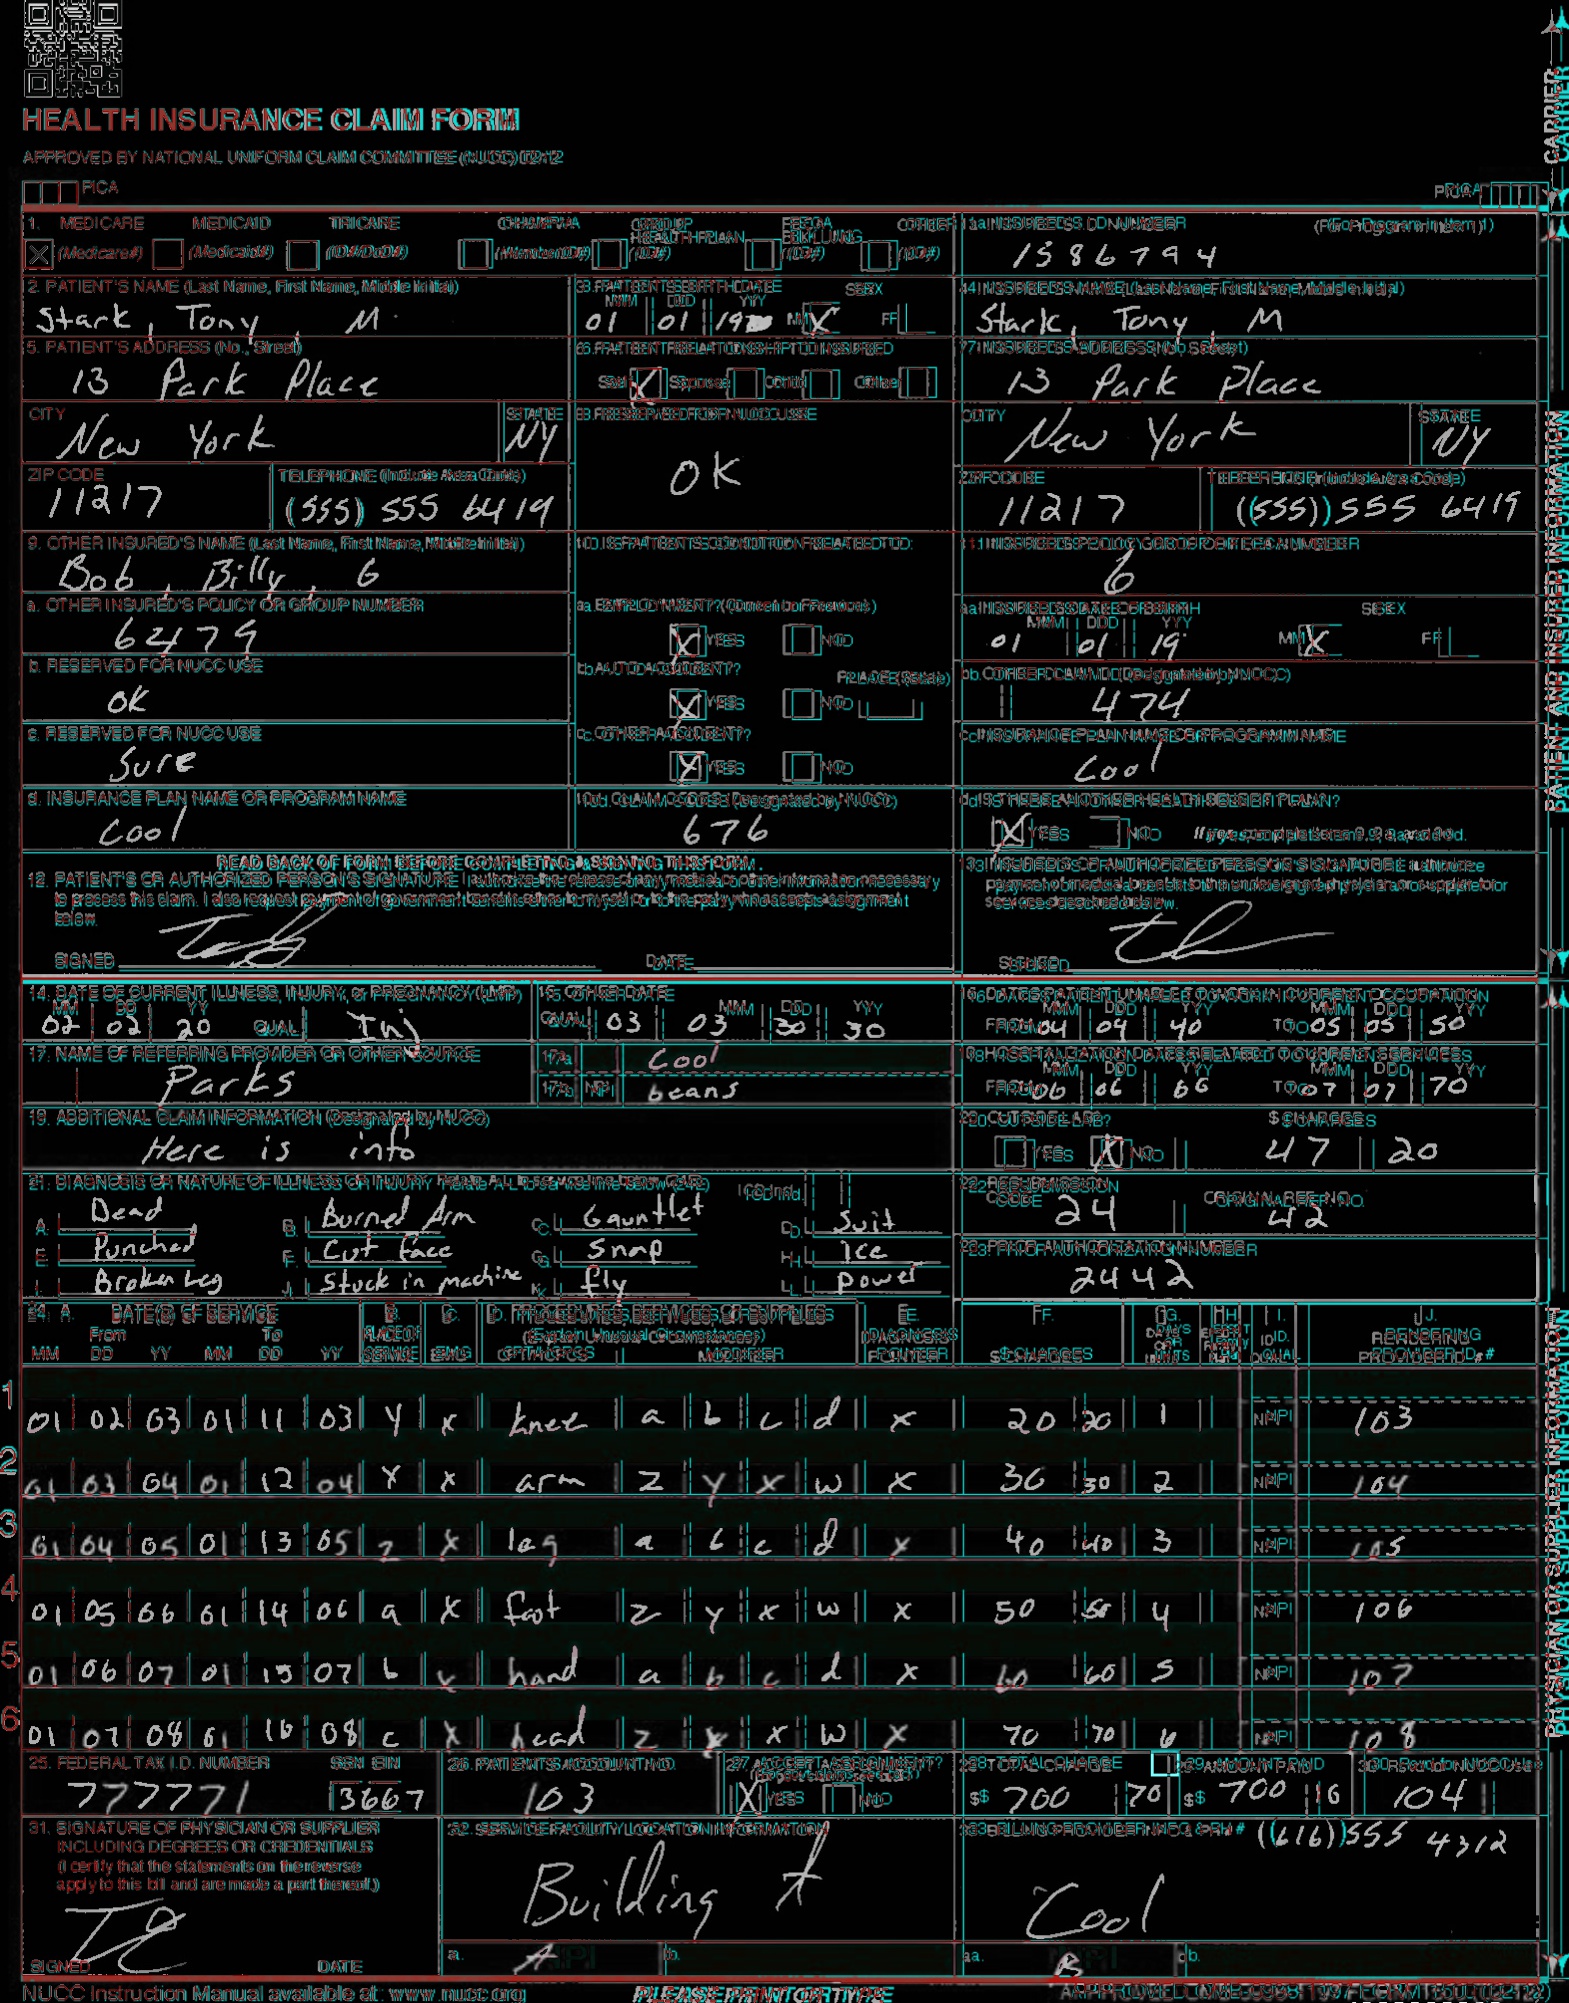 HEALTH INSURANCE CLAIM FORM
APPROVED BY NATIONAL UNIFORM CLAIM COMMITTEE (NUCC) 02/12
PICA
PICA
CARRIER
1. MEDICARE MEDICAID TRICARE CHAMPVA GROUP HEALTH PLAN FECA BLK LUNG OTHER
X (Medicare#) (Medicaid#) (ID#/DoD#) (Member ID#) (ID#) (ID#) (ID#)
1a. INSURED'S I.D. NUMBER (For Program in Item 1)
1586794
2. PATIENT'S NAME (Last Name, First Name, Middle Initial)
Stark, Tony, M
3. PATIENT'S BIRTH DATE SEX
MM DD YY
01 01 M X F
4. INSURED'S NAME (Last Name, First Name, Middle Initial)
Stark, Tony, M
5. PATIENT'S ADDRESS (No., Street)
13 Park Place
6. PATIENT RELATIONSHIP TO INSURED
Self X Spouse Child Other
7. INSURED'S ADDRESS (No., Street)
13 Park Place
CITY STATE
New York NY
8. RESERVED FOR NUCC USE
OK
CITY STATE
New York NY
ZIP CODE TELEPHONE (Include Area Code)
11217 (555) 555 6419
ZIP CODE TELEPHONE (Include Area Code)
11217 (555) 555 6419
9. OTHER INSURED'S NAME (Last Name, First Name, Middle Initial)
Bob, Billy, G
10. IS PATIENT'S CONDITION RELATED TO:
11. INSURED'S POLICY GROUP OR FECA NUMBER
6
a. OTHER INSURED'S POLICY OR GROUP NUMBER
6479
a. EMPLOYMENT? (Current or Previous)
X YES NO
a. INSURED'S DATE OF BIRTH SEX
MM DD YY
01 01 19 M X F
b. RESERVED FOR NUCC USE
OK
b. AUTO ACCIDENT? PLACE (State)
X YES NO
b. OTHER CLAIM ID (Designated by NUCC)
474
c. RESERVED FOR NUCC USE
Sure
c. OTHER ACCIDENT?
X YES NO
c. INSURANCE PLAN NAME OR PROGRAM NAME
Cool
d. INSURANCE PLAN NAME OR PROGRAM NAME
Cool
10d. CLAIM CODES (Designated by NUCC)
676
d. IS THERE ANOTHER HEALTH BENEFIT PLAN?
X YES NO If yes, complete items 9, 9a, and 9d.
READ BACK OF FORM BEFORE COMPLETING & SIGNING THIS FORM.
12. PATIENT'S OR AUTHORIZED PERSON'S SIGNATURE I authorize the release of any medical or other information necessary
to process this claim. I also request payment of government benefits either to myself or to the party who accepts assignment
below.
SIGNED DATE
13. INSURED'S OR AUTHORIZED PERSON'S SIGNATURE I authorize
payment of medical benefits to the undersigned physician or supplier for
services described below.
SIGNED
PATIENT AND INSURED INFORMATION
14. DATE OF CURRENT ILLNESS, INJURY, or PREGNANCY (LMP)
MM DD YY
02 02 20 QUAL. Inj
15. OTHER DATE
MM DD YY
QUAL. 03 03 30 30
16. DATES PATIENT UNABLE TO WORK IN CURRENT OCCUPATION
MM DD YY MM DD YY
FROM 04 04 40 TO 05 05 50
17. NAME OF REFERRING PROVIDER OR OTHER SOURCE
Parks
17a. Cool
17b. NPI beans
18. HOSPITALIZATION DATES RELATED TO CURRENT SERVICES
MM DD YY MM DD YY
FROM 06 06 66 TO 07 07 70
19. ADDITIONAL CLAIM INFORMATION (Designated by NUCC)
Here is info
20. OUTSIDE LAB? $ CHARGES
YES X NO 47 20
21. DIAGNOSIS OR NATURE OF ILLNESS OR INJURY Relate A-L to service line below (24E) ICD Ind.
A. Dead B. Burned Arm C. Gauntlet D. Suit
E. Punched F. Cut Face G. Snap H. Ice
I. Broken Leg J. Stuck in machine K. fly L. Power
22. RESUBMISSION CODE ORIGINAL REF. NO.
24 42
23. PRIOR AUTHORIZATION NUMBER
2442
24. A. DATE(S) OF SERVICE B. C. D. PROCEDURES, SERVICES, OR SUPPLIES E. F. G. H. I. J.
From To PLACE OF (Explain Unusual Circumstances) DIAGNOSIS DAYS OR UNITS ID. RENDERING
MM DD YY MM DD YY SERVICE EMG CPT/HCPCS MODIFIER POINTER $ CHARGES QUAL. PROVIDER ID. #
1 01 02 03 01 11 03 Y x knee a b c d x 20 20 1 NPI 103
2 01 03 04 01 12 04 Y x arm z y x w x 30 30 2 NPI 104
3 01 04 05 01 13 05 z x leg a b c d x 40 40 3 NPI 105
4 01 05 06 01 14 06 a x foot z y x w x 50 50 4 NPI 106
5 01 06 07 01 15 07 b x hand a b c d x 60 60 5 NPI 107
6 01 07 08 01 16 08 c x head z y x w x 70 70 6 NPI 108
25. FEDERAL TAX I.D. NUMBER SSN EIN
777771 3667
26. PATIENT'S ACCOUNT NO.
103
27. ACCEPT ASSIGNMENT?
X YES NO
28. TOTAL CHARGE
$ 700 70
29. AMOUNT PAID
$ 700 16
30. Rsvd for NUCC Use
104
31. SIGNATURE OF PHYSICIAN OR SUPPLIER
INCLUDING DEGREES OR CREDENTIALS
(I certify that the statements on the reverse
apply to this bill and are made a part thereof.)
SIGNED DATE
32. SERVICE FACILITY LOCATION INFORMATION
Building A
a. A b.
33. BILLING PROVIDER INFO & PH # (616) 555 4312
Cool
a. B b.
PHYSICIAN OR SUPPLIER INFORMATION
NUCC Instruction Manual available at: www.nucc.org
PLEASE PRINT OR TYPE